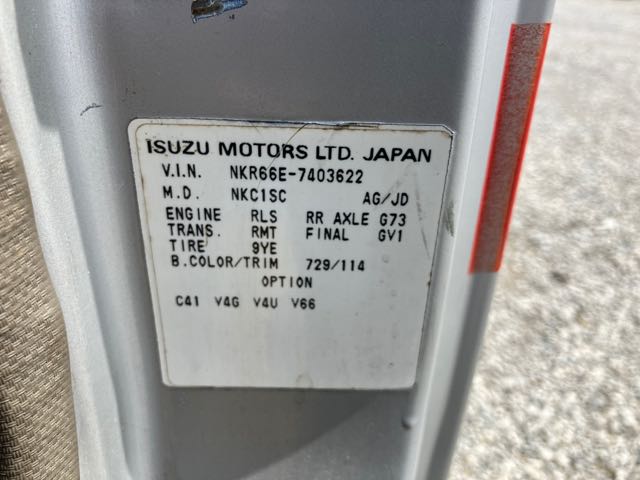 ISUZU MOTORS LTD. JAPAN
V.I.N. NKR66E-7403622
M.D. NKC1SC AG/JD
ENGINE RLS RR AXLE G73
TRANS. RMT FINAL GV1
TIRE 9YE
B.COLOR/TRIM 729/114
OPTION
C41 V4G V4U V66